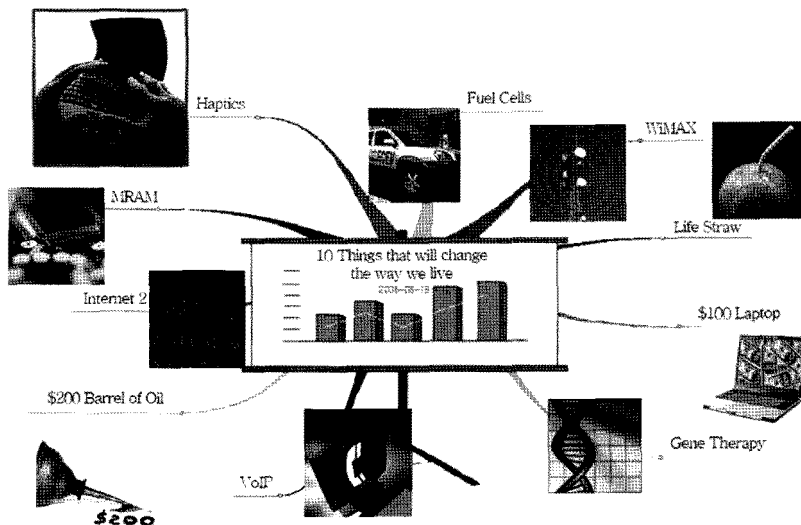 Haptics
Fuel Cells
WiMAX
MRAM
Life Straw
10 Things that will change
the way we live
Internet 2
$100 Laptop
$200 Barrel of Oil
Gene Therapy
VoIP
$200